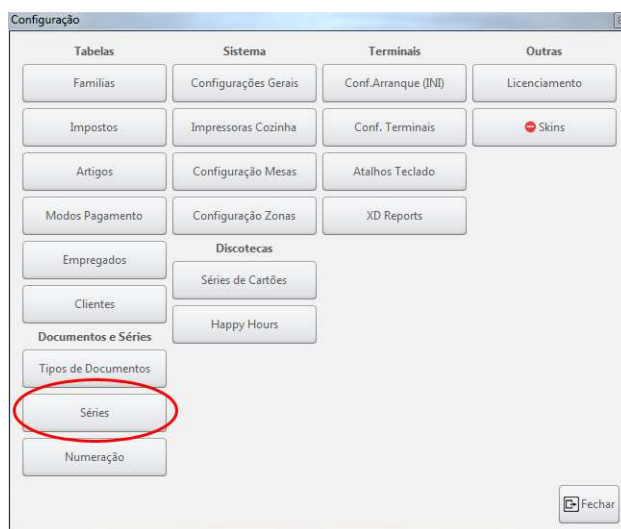 Configuração
Tabelas
Familias
Impostos
Artigos
Modos Pagamento
Empregados
Clientes
Documentos e Séries
Tipos de Documentos
Séries
Numeração
Sistema
Configurações Gerais
Impressoras Cozinha
Configuração Mesas
Configuração Zonas
Discotecas
Séries de Cartões
Happy Hours
Terminais
Conf.Arranque (INI)
Conf. Terminais
Atalhos Teclado
XD Reports
Outras
Licenciamento
Skins
Fechar